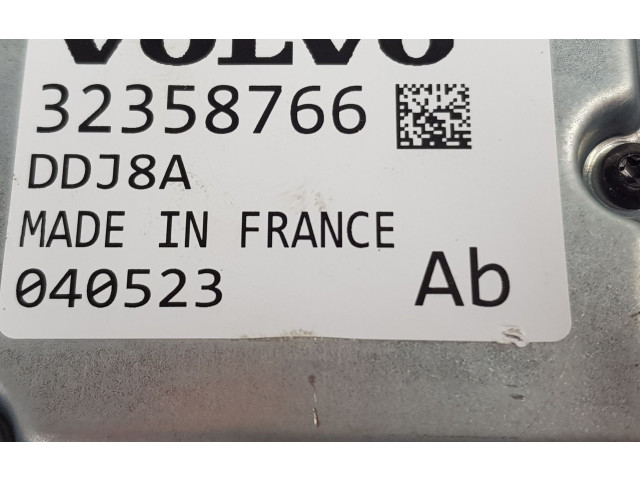 VOLVO
32358766
DDJ8A
MADE IN FRANCE
040523
Ab